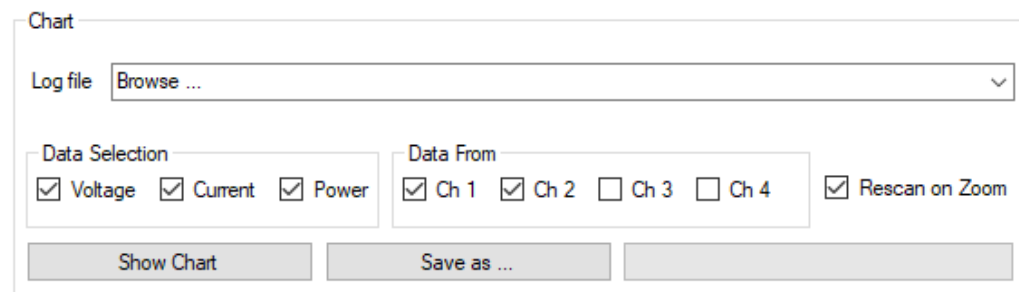 Chart
Log file Browse ...
Data Selection Data From
Voltage Current Power Ch 1 Ch 2 Ch 3 Ch 4 Rescan on Zoom
Show Chart Save as ...